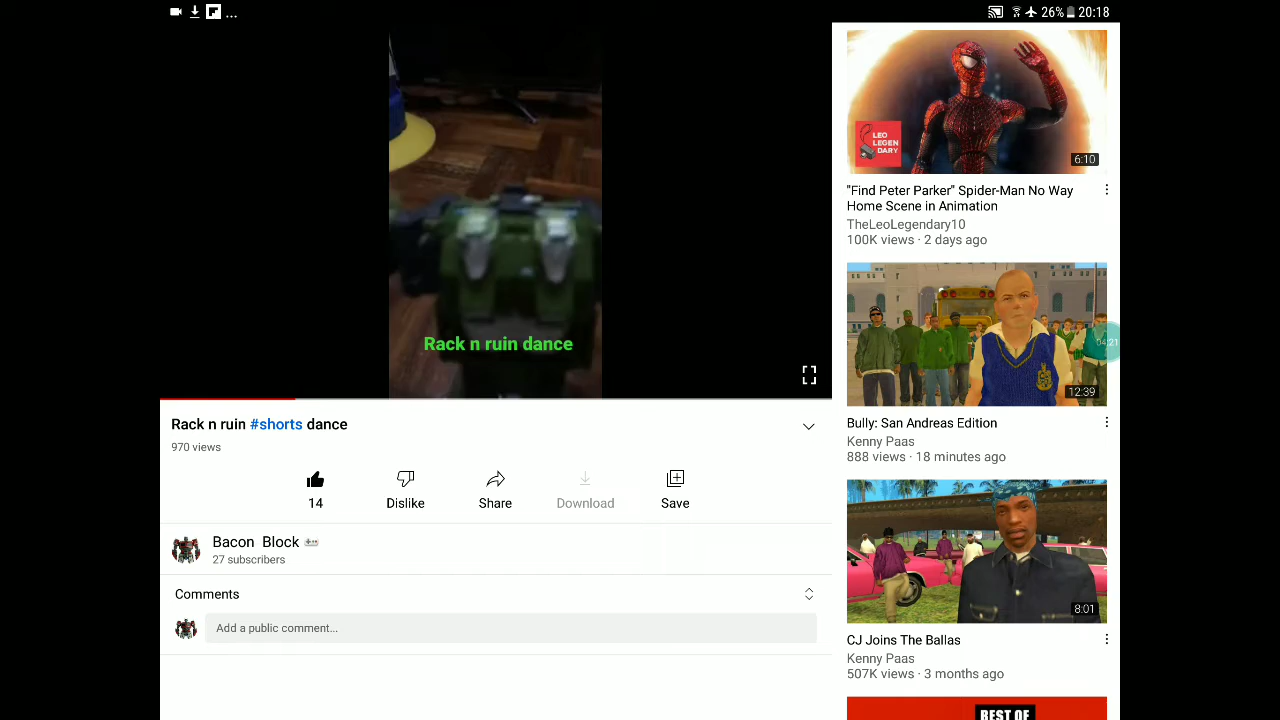 ...
26% 20:18
Rack n ruin dance
Rack n ruin #shorts dance
970 views
14
Dislike
Share
Download
Save
Bacon Block
27 subscribers
Comments
Add a public comment...
LEO
LEGEN
DARY
6:10
"Find Peter Parker" Spider-Man No Way
Home Scene in Animation
TheLeoLegendary10
100K views · 2 days ago
04:21
12:39
Bully: San Andreas Edition
Kenny Paas
888 views · 18 minutes ago
8:01
CJ Joins The Ballas
Kenny Paas
507K views · 3 months ago
BEST OF